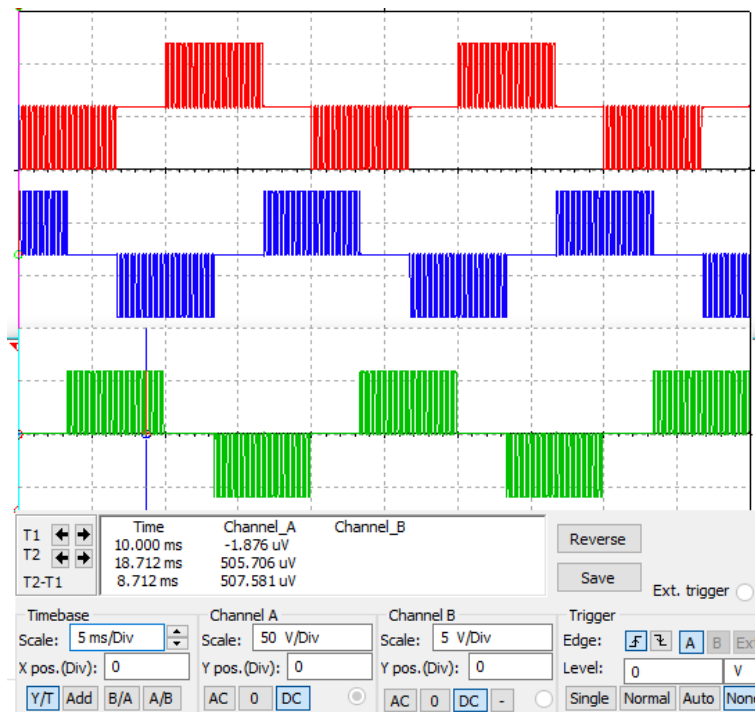 Time Channel_A Channel_B
T1 10.000 ms -1.876 uV
T2 18.712 ms 505.706 uV
T2-T1 8.712 ms 507.581 uV
Reverse
Save
Ext. trigger
Timebase
Scale: 5 ms/Div
X pos.(Div): 0
Y/T Add B/A A/B
Channel A
Scale: 50 V/Div
Y pos.(Div): 0
AC 0 DC
Channel B
Scale: 5 V/Div
Y pos.(Div): 0
AC 0 DC -
Trigger
Edge: A B Ext
Level: 0 V
Single Normal Auto None